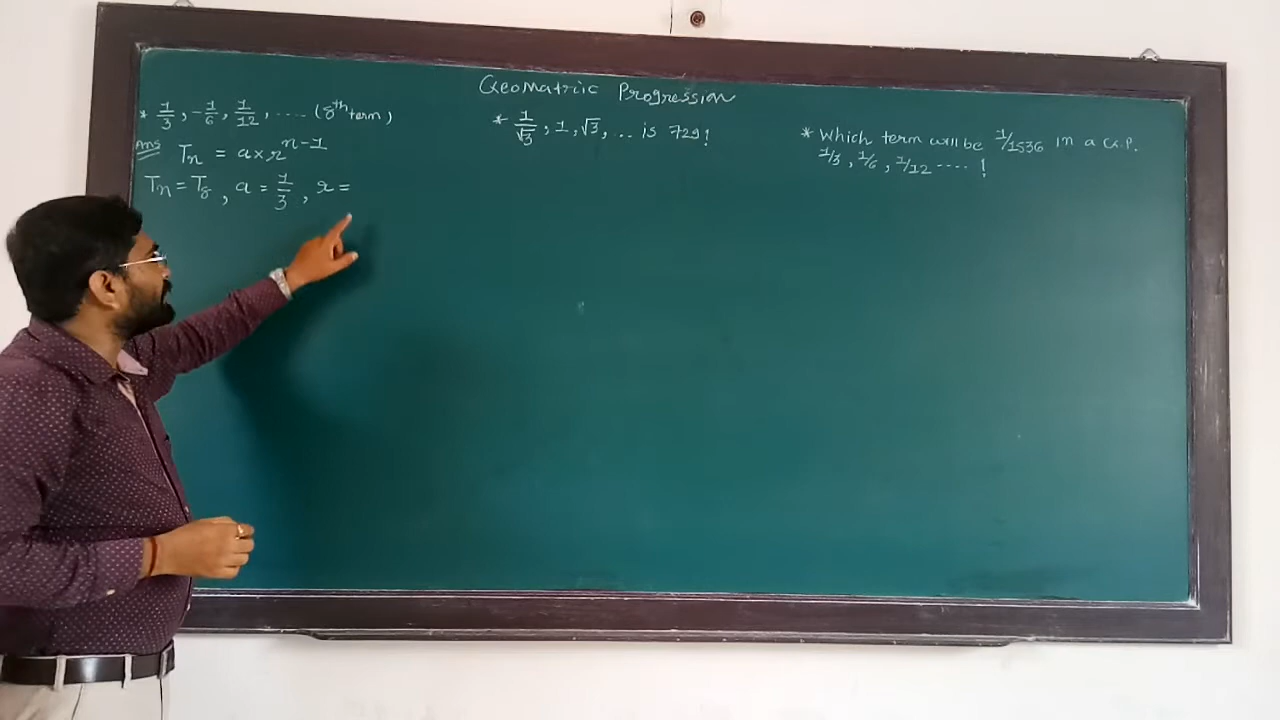 Geomatric Progression
* 1/3, -1/6, 1/12, .... (8th term)
Ans Tn = a×r^n-1
Tn = T8, a = 1/3, r =
* 1/√3, 1, √3, ... is 729!
* Which term will be 1/1536 in a G.P.
1/3, 1/6, 1/12 .... !